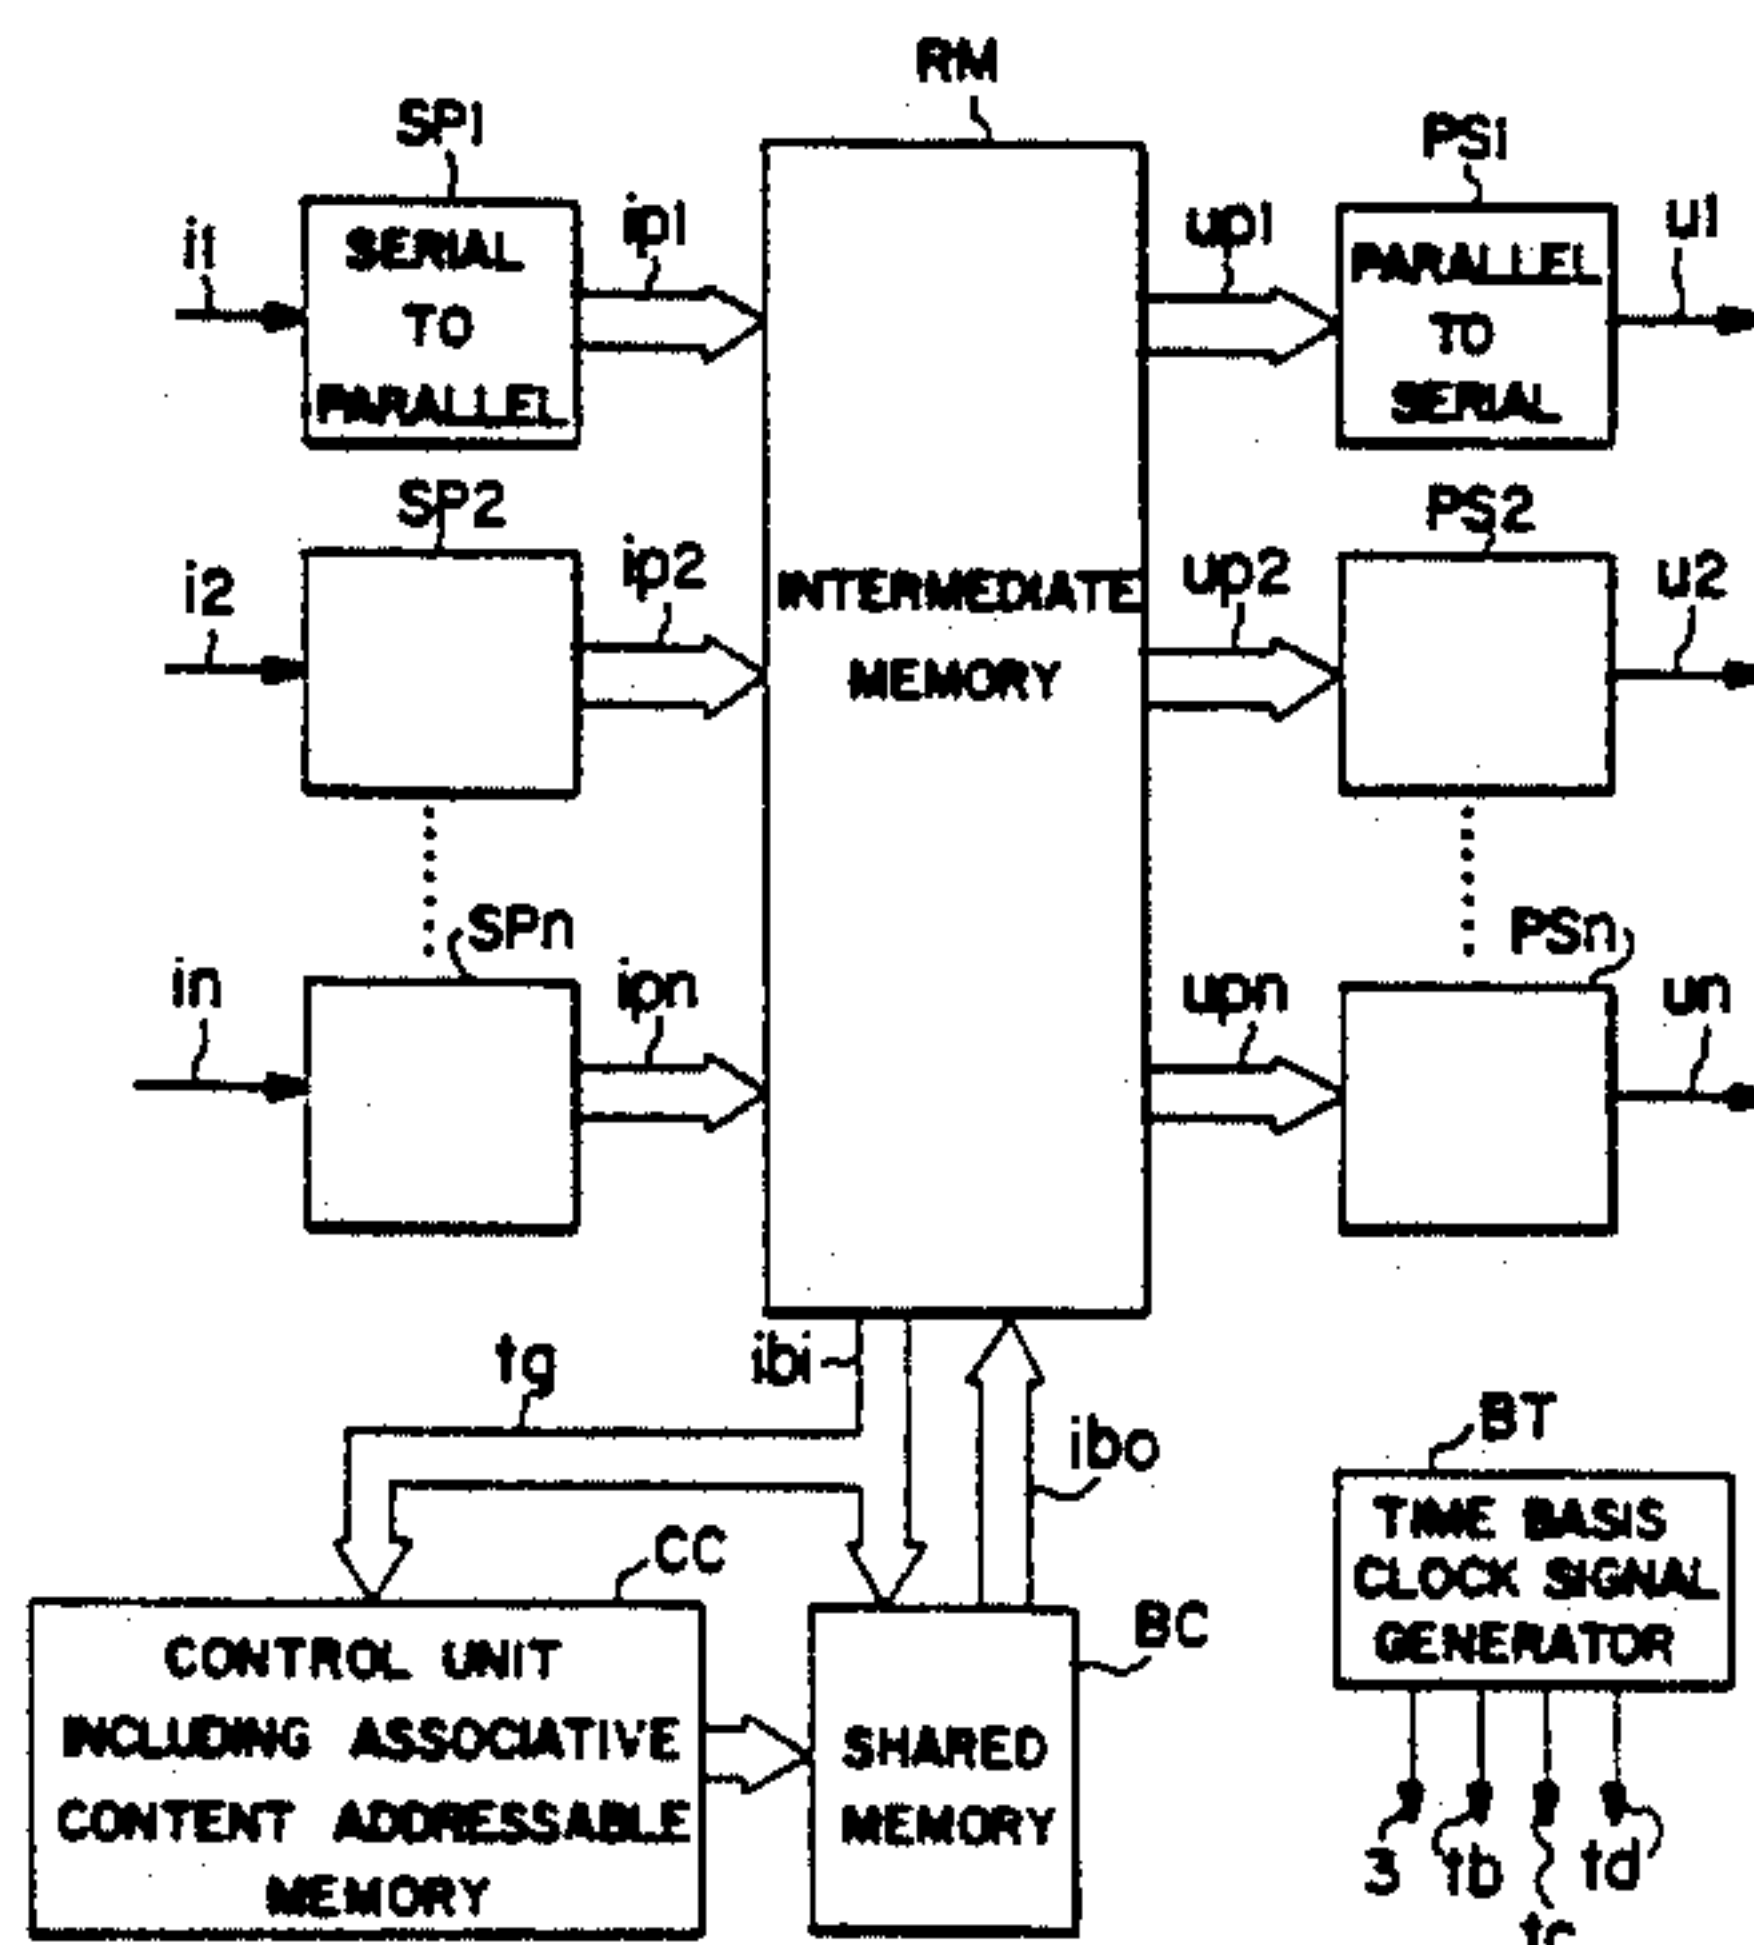 RM
SP1
PS1
i1
SERIAL
TO
PARALLEL
ip1
up1
PARALLEL
TO
SERIAL
u1
SP2
PS2
i2
ip2
INTERMEDIATE
MEMORY
up2
u2
SPn
PSn
in
ipn
upn
un
tg
ibi
ibo
BT
TIME BASIS
CLOCK SIGNAL
GENERATOR
CC
BC
CONTROL UNIT
INCLUDING ASSOCIATIVE
CONTENT ADDRESSABLE
MEMORY
SHARED
MEMORY
3
tb
tc
td